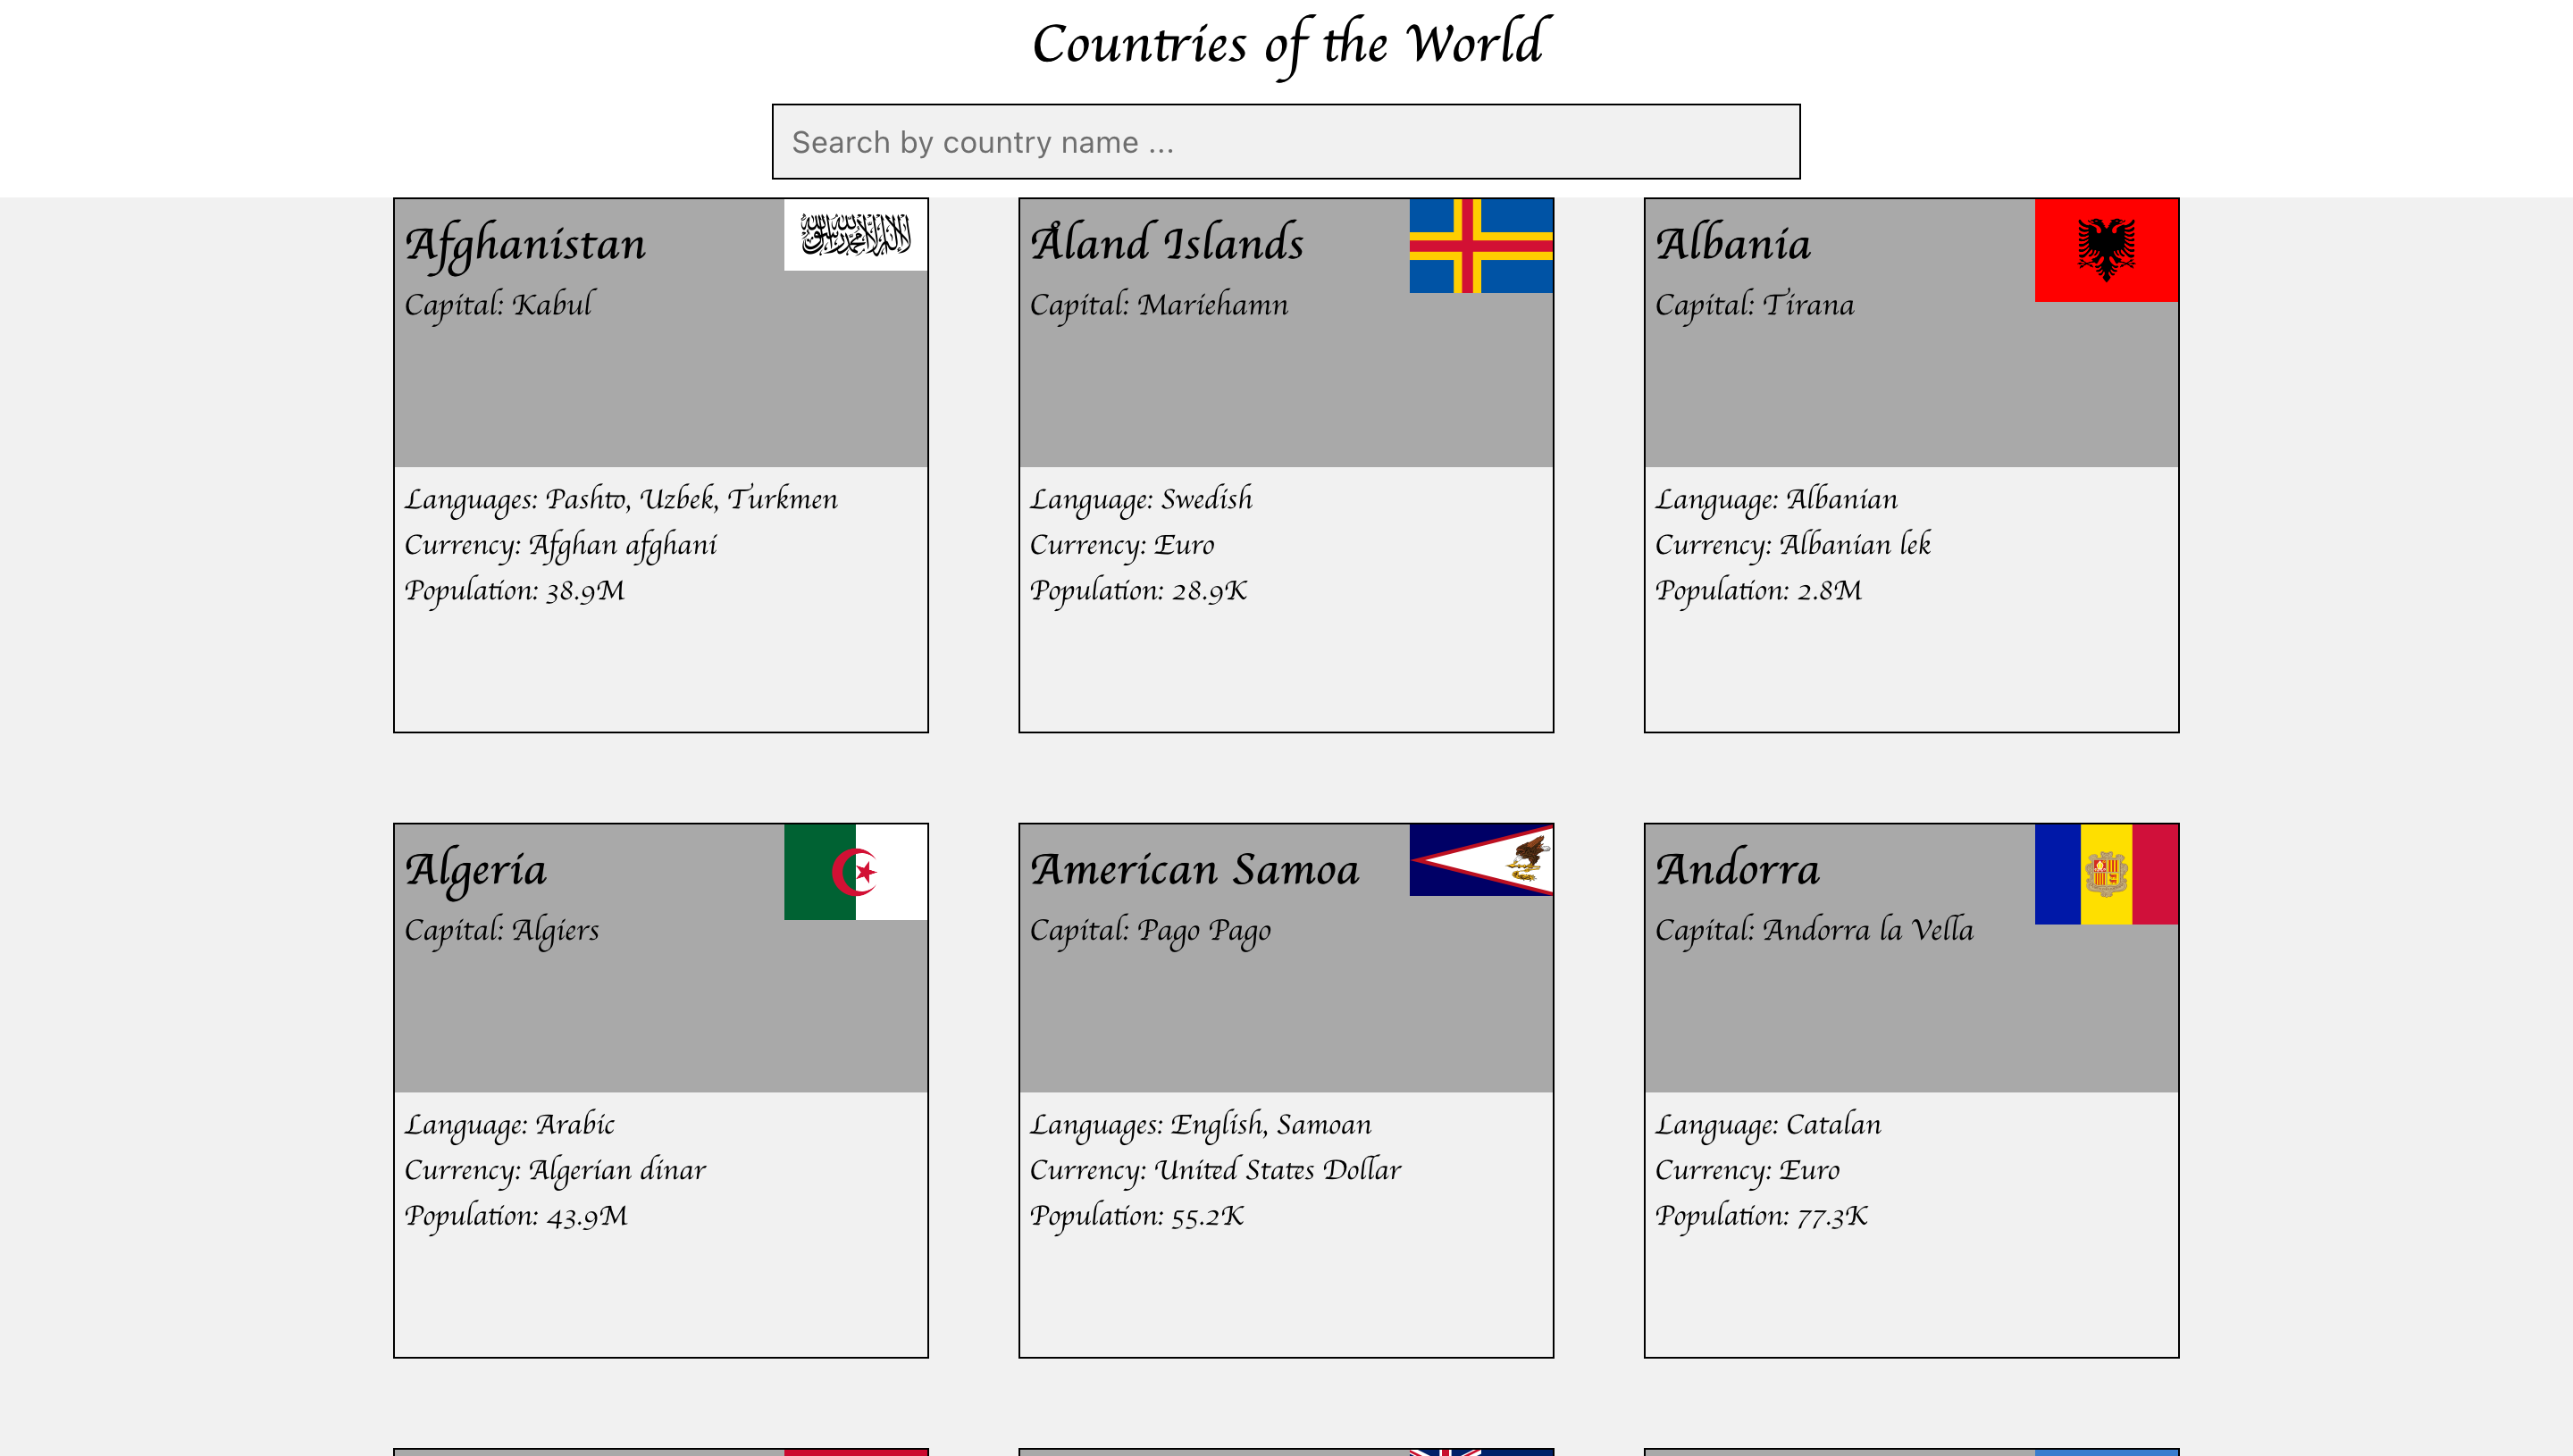 Countries of the World
Search by country name ...
Afghanistan
Capital: Kabul
Languages: Pashto, Uzbek, Turkmen
Currency: Afghan afghani
Population: 38.9M
Åland Islands
Capital: Mariehamn
Language: Swedish
Currency: Euro
Population: 28.9K
Albania
Capital: Tirana
Language: Albanian
Currency: Albanian lek
Population: 2.8M
Algeria
Capital: Algiers
Language: Arabic
Currency: Algerian dinar
Population: 43.9M
American Samoa
Capital: Pago Pago
Languages: English, Samoan
Currency: United States Dollar
Population: 55.2K
Andorra
Capital: Andorra la Vella
Language: Catalan
Currency: Euro
Population: 77.3K